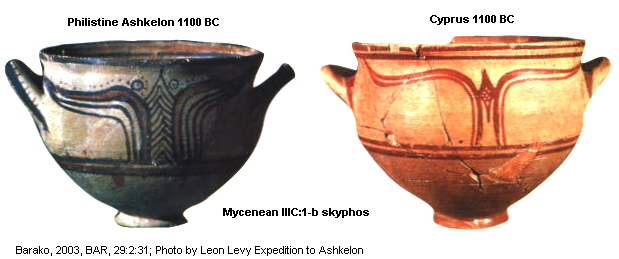 Philistine Ashkelon 1100 BC
Cyprus 1100 BC
Mycenean IIIC:1-b skyphos
Barako, 2003, BAR, 29:2:31; Photo by Leon Levy Expedition to Ashkelon